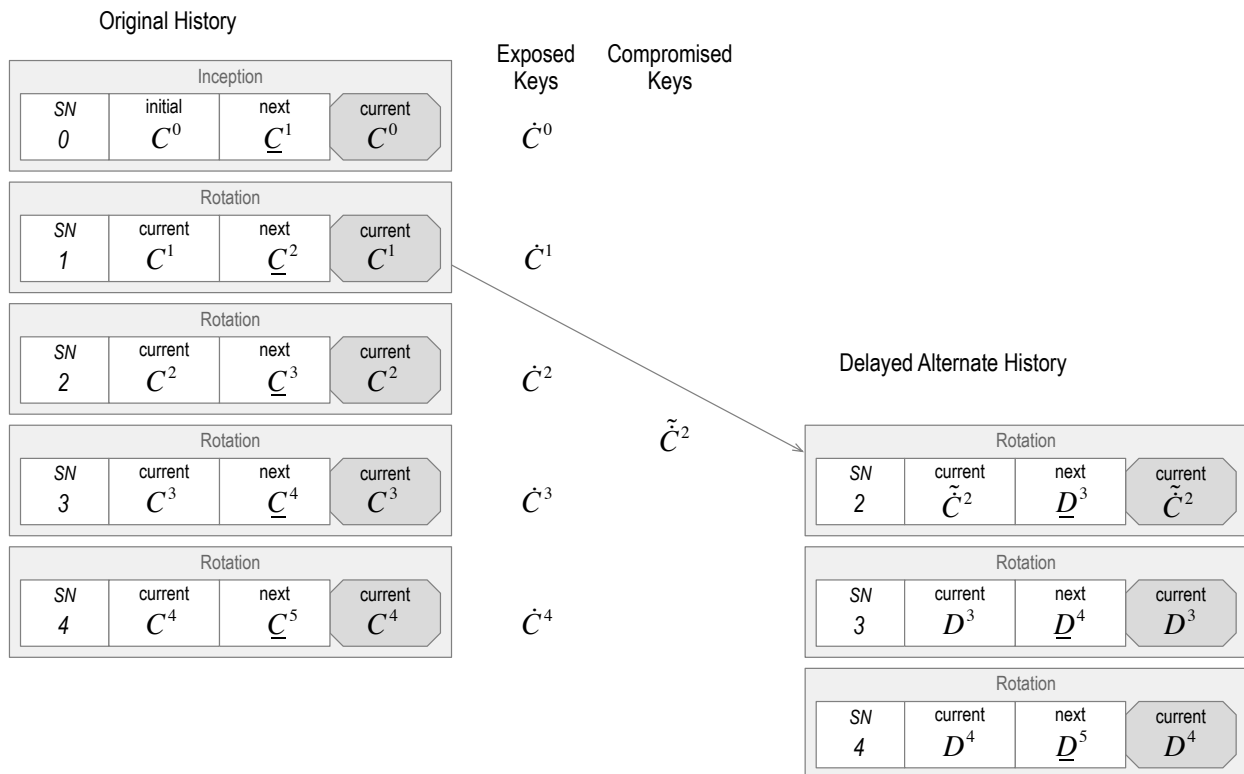 Original History
Exposed Keys
Compromised Keys
Inception
SN 0 initial C⁰ next C̲¹ current C⁰
Ċ⁰
Rotation
SN 1 current C¹ next C̲² current C¹
Ċ¹
Rotation
SN 2 current C² next C̲³ current C²
Ċ²
Delayed Alternate History
C̃̇²
Rotation
SN 3 current C³ next C̲⁴ current C³
Ċ³
Rotation
SN 2 current C̃̇² next D̲³ current C̃̇²
Rotation
SN 4 current C⁴ next C̲⁵ current C⁴
Ċ⁴
Rotation
SN 3 current D³ next D̲⁴ current D³
Rotation
SN 4 current D⁴ next D̲⁵ current D⁴